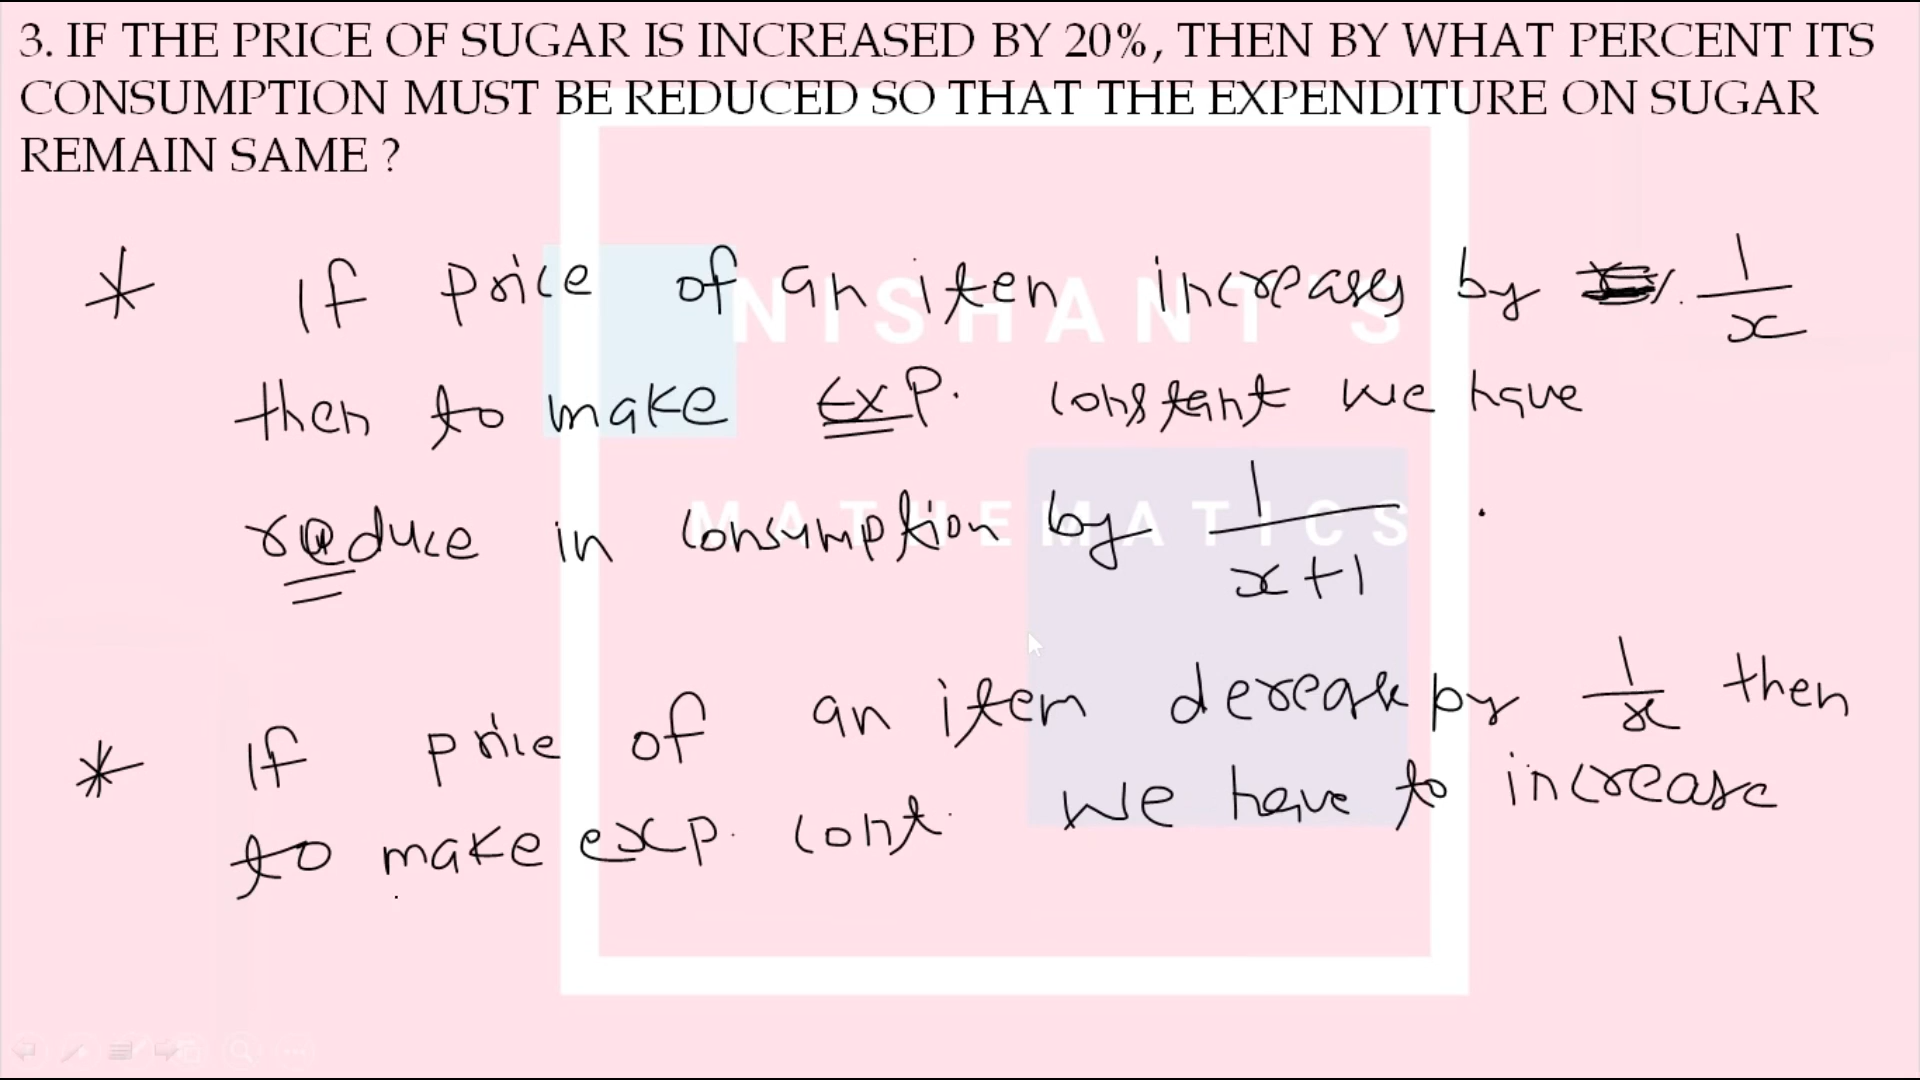 3. IF THE PRICE OF SUGAR IS INCREASED BY 20%, THEN BY WHAT PERCENT ITS
CONSUMPTION MUST BE REDUCED SO THAT THE EXPENDITURE ON SUGAR
REMAIN SAME ?
* If price of an item increases by 1/x
NISHANT'S
then to make Exp. constant we have
reduce in consumption by 1/x+1 .
MATHEMATICS
* If price of an item derease by 1/x then
to make exp. cont. we have to increase